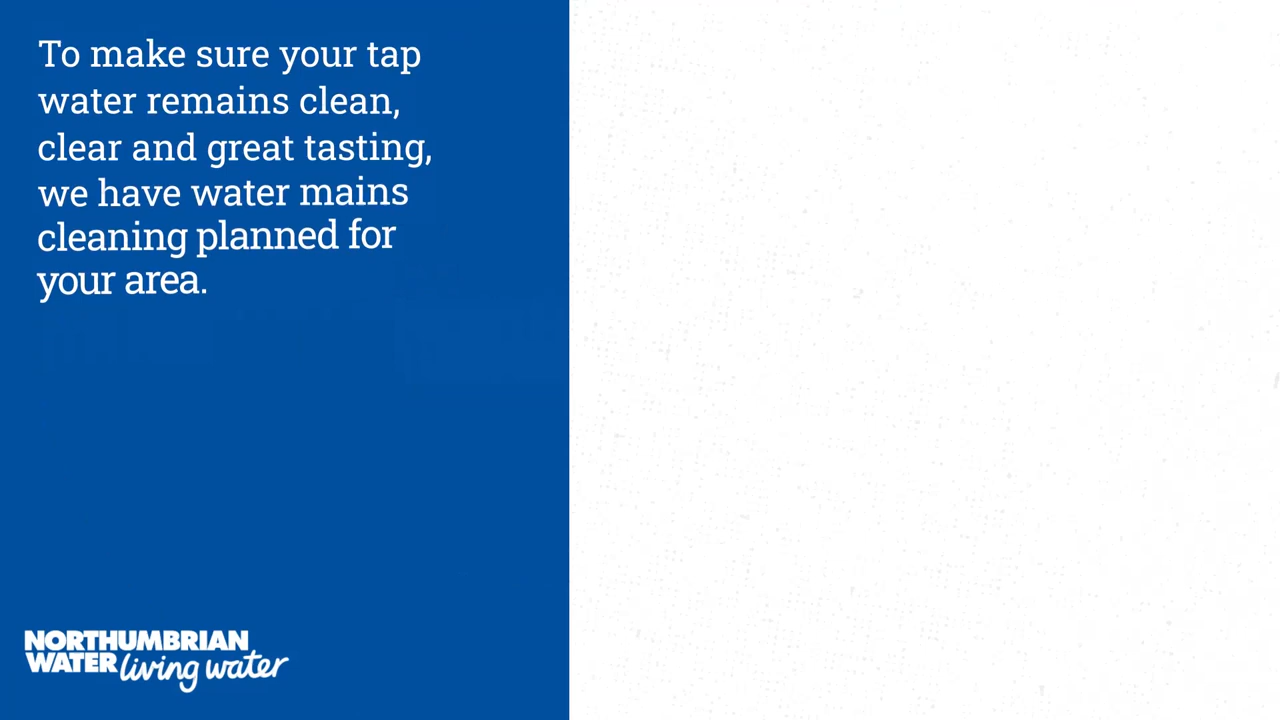 To make sure your tap
water remains clean,
clear and great tasting,
we have water mains
cleaning planned for
your area.
NORTHUMBRIAN
WATER living water